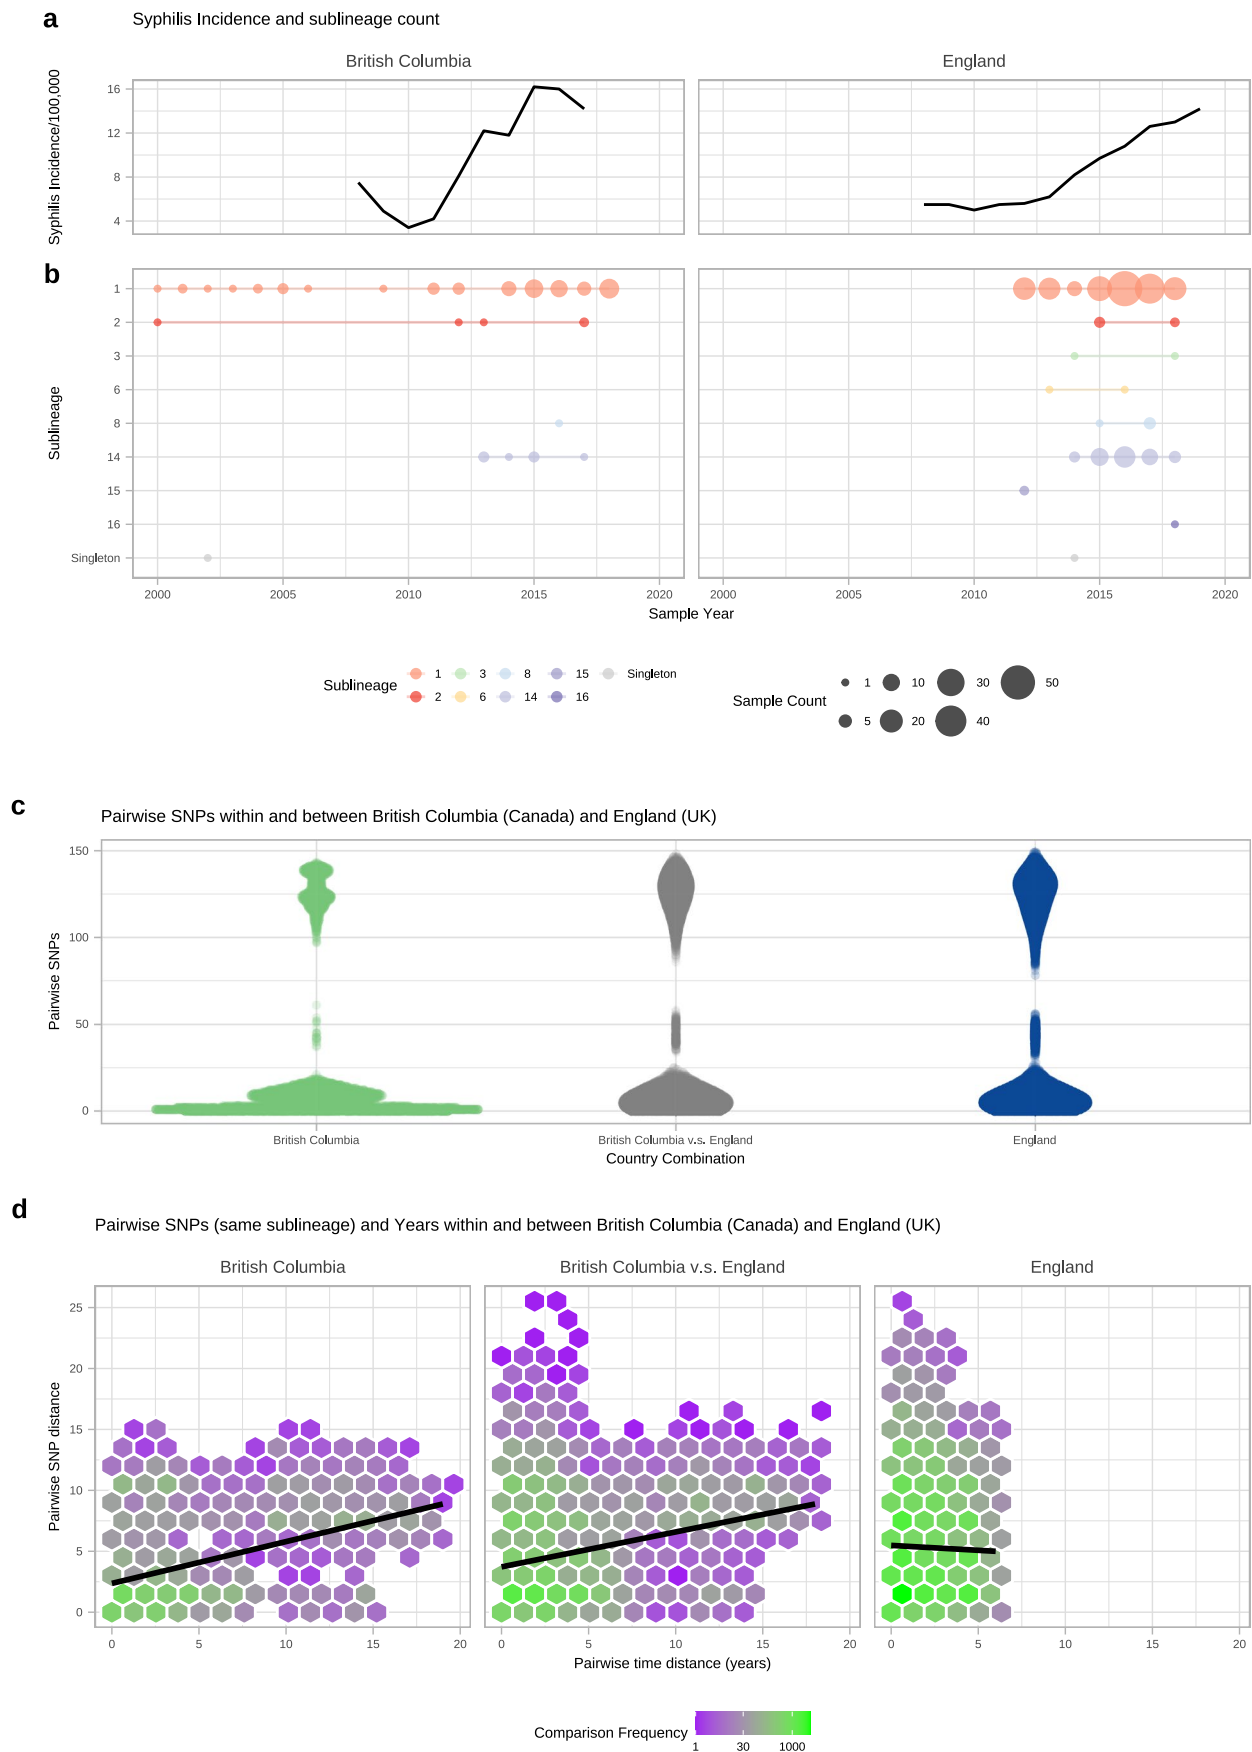 a
Syphilis Incidence and sublineage count
British Columbia
England
Syphilis Incidence/100,000
16
12
8
4
b
Sublineage
1
2
3
6
8
14
15
16
Singleton
2000 2005 2010 2015 2020
2000 2005 2010 2015 2020
Sample Year
Sublineage
1 3 8 15 Singleton
2 6 14 16
Sample Count
1 10 30 50
5 20 40
c
Pairwise SNPs within and between British Columbia (Canada) and England (UK)
Pairwise SNPs
150
100
50
0
British Columbia
British Columbia v.s. England
England
Country Combination
d
Pairwise SNPs (same sublineage) and Years within and between British Columbia (Canada) and England (UK)
British Columbia
British Columbia v.s. England
England
Pairwise SNP distance
25
20
15
10
5
0
0 5 10 15 20
0 5 10 15 20
0 5 10 15 20
Pairwise time distance (years)
Comparison Frequency
1 30 1000